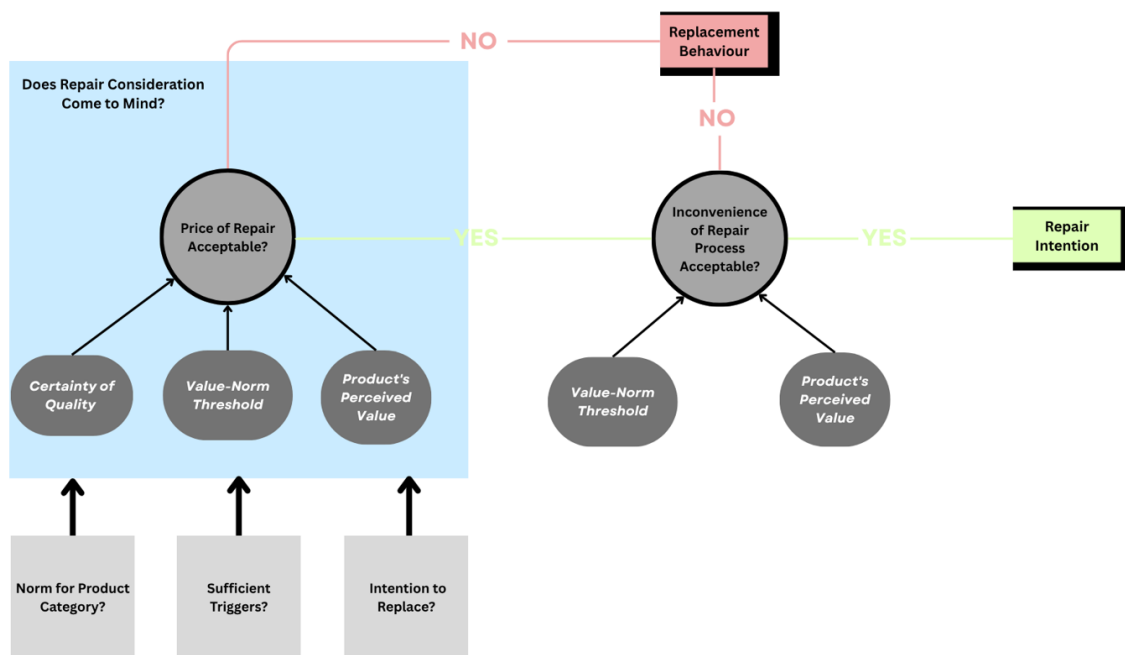 NO
Replacement
Behaviour
Does Repair Consideration
Come to Mind?
NO
Price of Repair
Acceptable?
YES
Inconvenience
of Repair
Process
Acceptable?
YES
Repair
Intention
Certainty of
Quality
Value-Norm
Threshold
Product's
Perceived
Value
Value-Norm
Threshold
Product's
Perceived
Value
Norm for Product
Category?
Sufficient
Triggers?
Intention to
Replace?